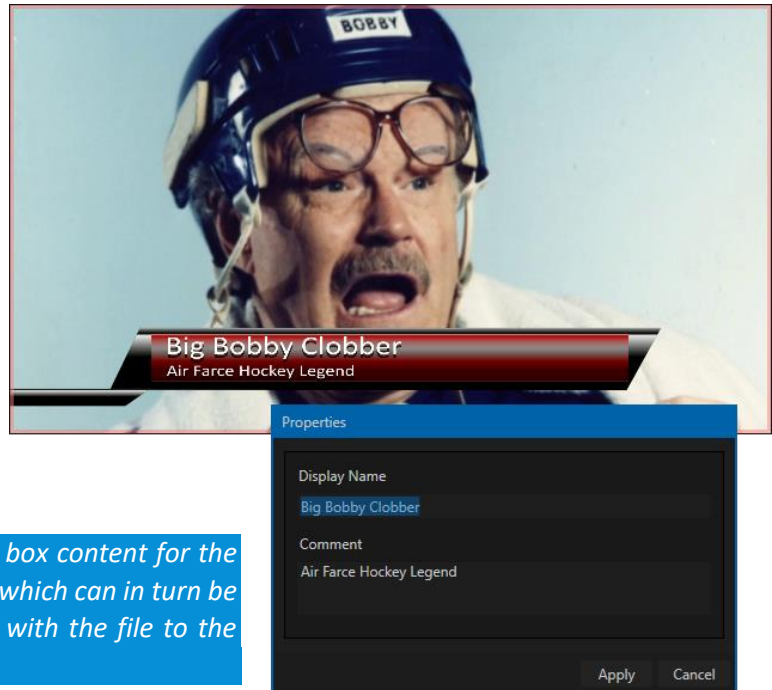 BOBBY
Big Bobby Clobber
Air Farce Hockey Legend
Properties
Display Name
Big Bobby Clobber
Comment
Air Farce Hockey Legend
Apply Cancel
box content for the
which can in turn be
with the file to the